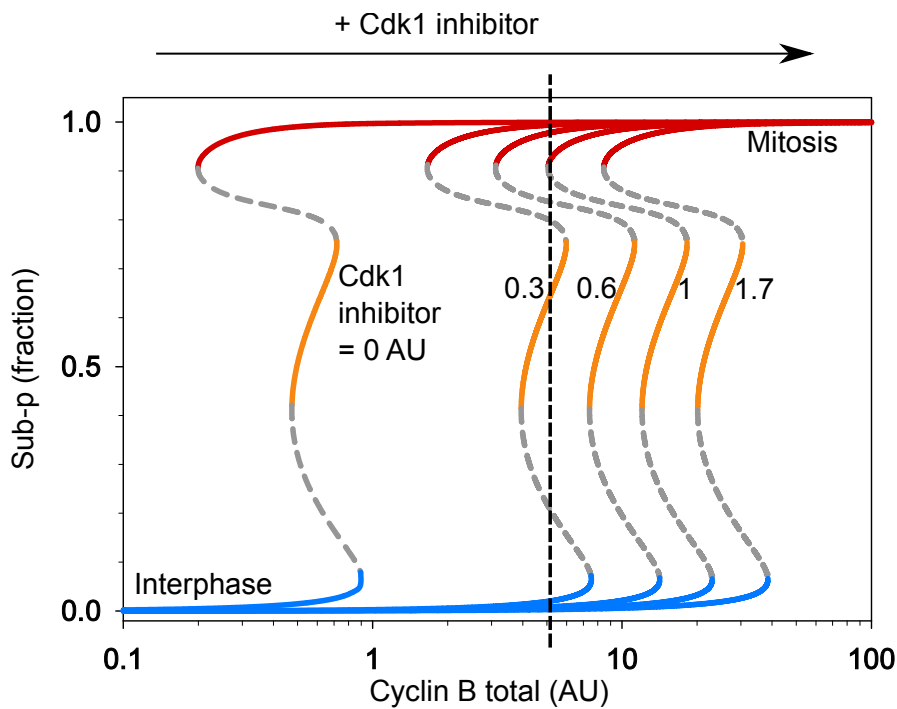 + Cdk1 inhibitor
1.0
Mitosis
Cdk1
inhibitor
= 0 AU
0.3
0.6
1
1.7
0.5
Sub-p (fraction)
Interphase
0.0
0.1
1
10
100
Cyclin B total (AU)